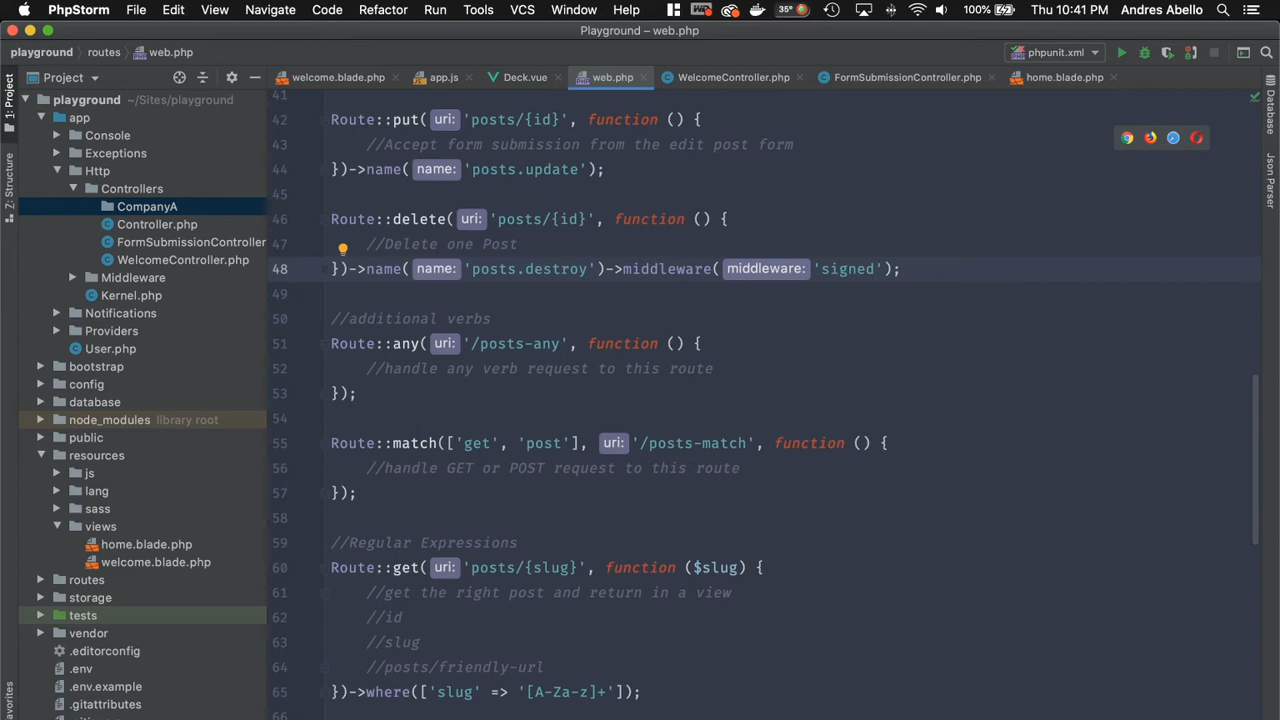 PhpStorm File Edit View Navigate Code Refactor Run Tools VCS Window Help 35° 100% Thu 10:41 PM Andres Abello
Playground – web.php
playground routes web.php phpunit.xml
Project welcome.blade.php app.js Deck.vue web.php WelcomeController.php FormSubmissionController.php home.blade.php
1: Project
Z: Structure
Favorites
Database
Json Parser
playground ~/Sites/playground
app
Console
Exceptions
Http
Controllers
CompanyA
Controller.php
FormSubmissionController
WelcomeController.php
Middleware
Kernel.php
Notifications
Providers
User.php
bootstrap
config
database
node_modules library root
public
resources
js
lang
sass
views
home.blade.php
welcome.blade.php
routes
storage
tests
vendor
.editorconfig
.env
.env.example
.gitattributes
41
42 Route::put( uri: 'posts/{id}', function () {
43 //Accept form submission from the edit post form
44 })->name( name: 'posts.update');
45
46 Route::delete( uri: 'posts/{id}', function () {
47 //Delete one Post
48 })->name( name: 'posts.destroy')->middleware( middleware: 'signed');
49
50 //additional verbs
51 Route::any( uri: '/posts-any', function () {
52 //handle any verb request to this route
53 });
54
55 Route::match(['get', 'post'], uri: '/posts-match', function () {
56 //handle GET or POST request to this route
57 });
58
59 //Regular Expressions
60 Route::get( uri: 'posts/{slug}', function ($slug) {
61 //get the right post and return in a view
62 //id
63 //slug
64 //posts/friendly-url
65 })->where(['slug' => '[A-Za-z]+']);
66